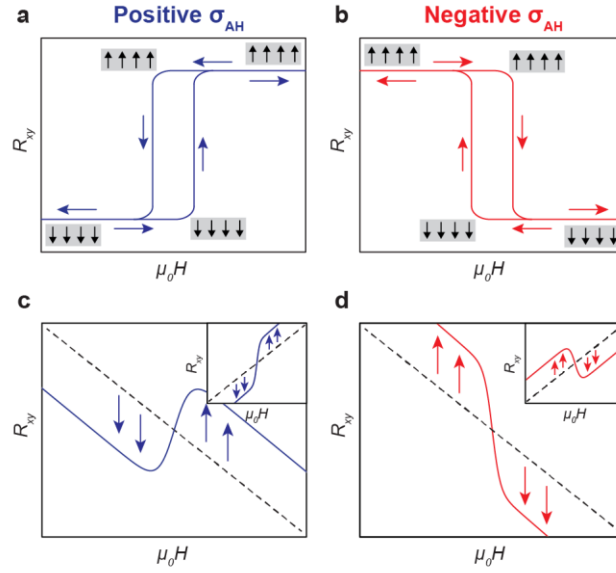 a
Positive σAH
b
Negative σAH
Rxy
Rxy
μ0H
μ0H
c
d
Rxy
Rxy
Rxy
Rxy
μ0H
μ0H
μ0H
μ0H